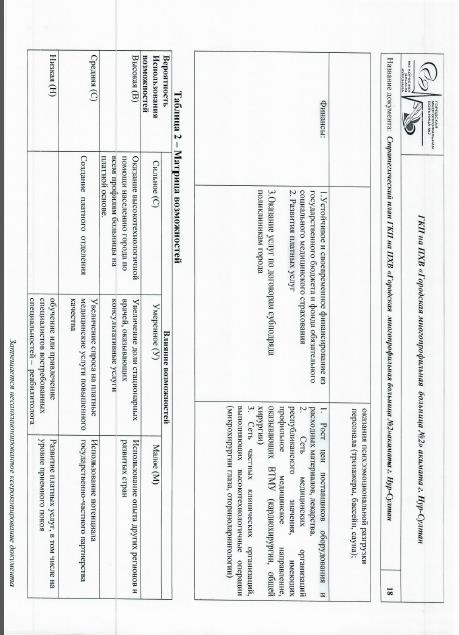 ГОРОДСКАЯ
МНОГОПРОФИЛЬНАЯ
БОЛЬНИЦА №2
ГКП на ПХВ «Городская многопрофильная больница №2» акимата г. Нур-Султан
Название документа: Стратегический план ГКП на ПХВ «Городская многопрофильная больница №2»акимата г. Нур-Султан
18
оказания психоэмоциональной разгрузки
персонала (тренажеры, бассейн, сауна);
Финансы:
1.Устойчивое и своевременное финансирование из
государственного бюджета и фонда обязательного
социального медицинского страхования
2. Развития платных услуг
3.Оказание услуг по договорам субподряда
поликлиникам города
1. Рост цен поставщиков оборудования и
расходных материалов, лекарства.
2. Сеть медицинских организаций
республиканского значения, имеющих
профильное медицинское направление,
оказывающих ВТМУ (кардиохирургии, общей
хирургии)
3. Сеть частных клинических организаций,
выполняющих высокотехнологичные операции
(микрохирургии глаза, оториноларингологии)
Таблица 2 – Матрица возможностей
Вероятность
Использования
возможностей
Влияние возможностей
Сильное (С)
Умеренное (У)
Малое (М)
Высокая (В)
Оказание высокотехнологичной
помощи населению города по
всем профилям больницы на
платной основе.
Увеличение доли стационарных
врачей, оказывающих
консультативные услуги
Использование опыта других регионов и
развитых стран
Средняя (С)
Создание платного отделения
Увеличение спроса на платные
медицинские услуги повышенного
качества
Использование потенциала
государственно-частного партнерства
Низкая (Н)
обучение или привлечение
специалистов востребованных
специальностей – реабилитолога
Развитие платных услуг, в том числе на
уровне приемного покоя
Запрещается несанкционированное ксерокопирование документа